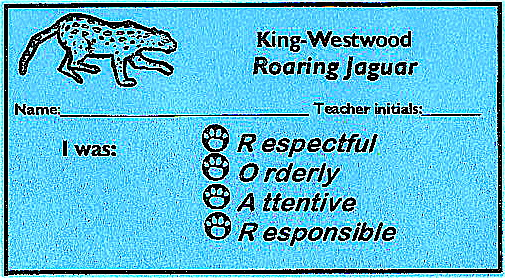 King-Westwood
Roaring Jaguar
Name: Teacher initials:
I was:
R espectful
O rderly
A ttentive
R esponsible